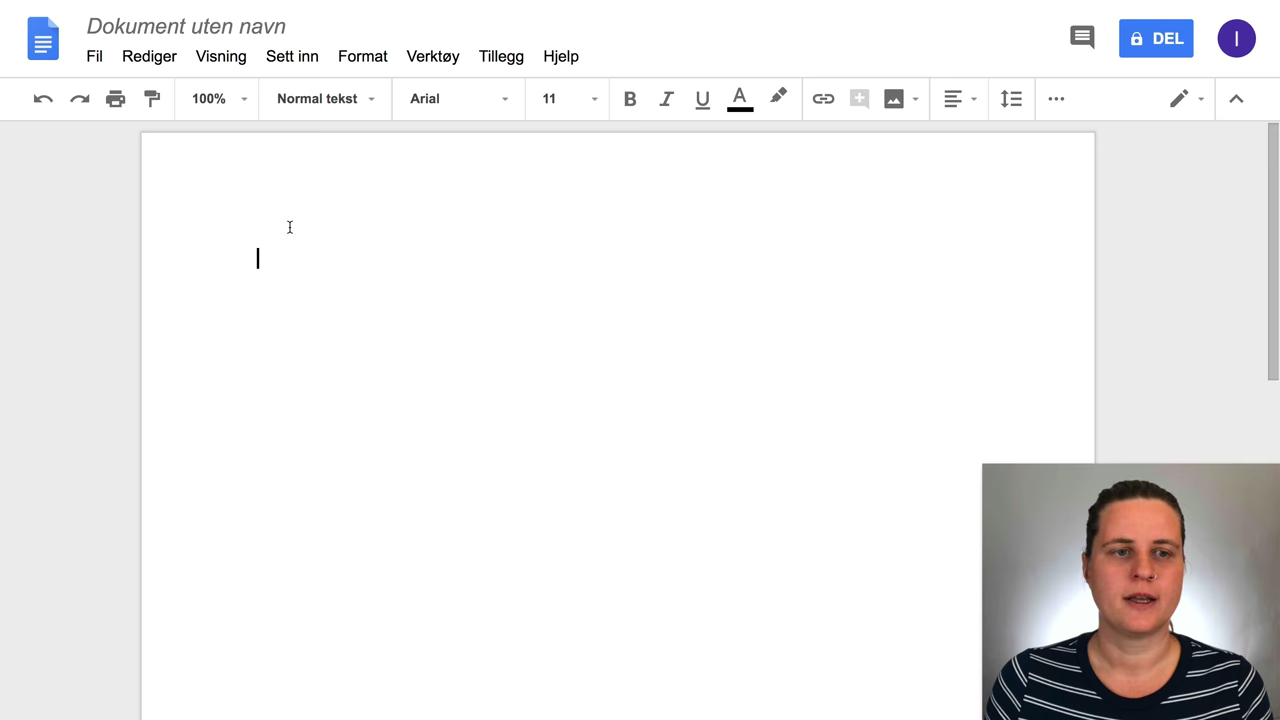 Dokument uten navn
Fil Rediger Visning Sett inn Format Verktøy Tillegg Hjelp
DEL
I
100% Normal tekst Arial 11 B I U A